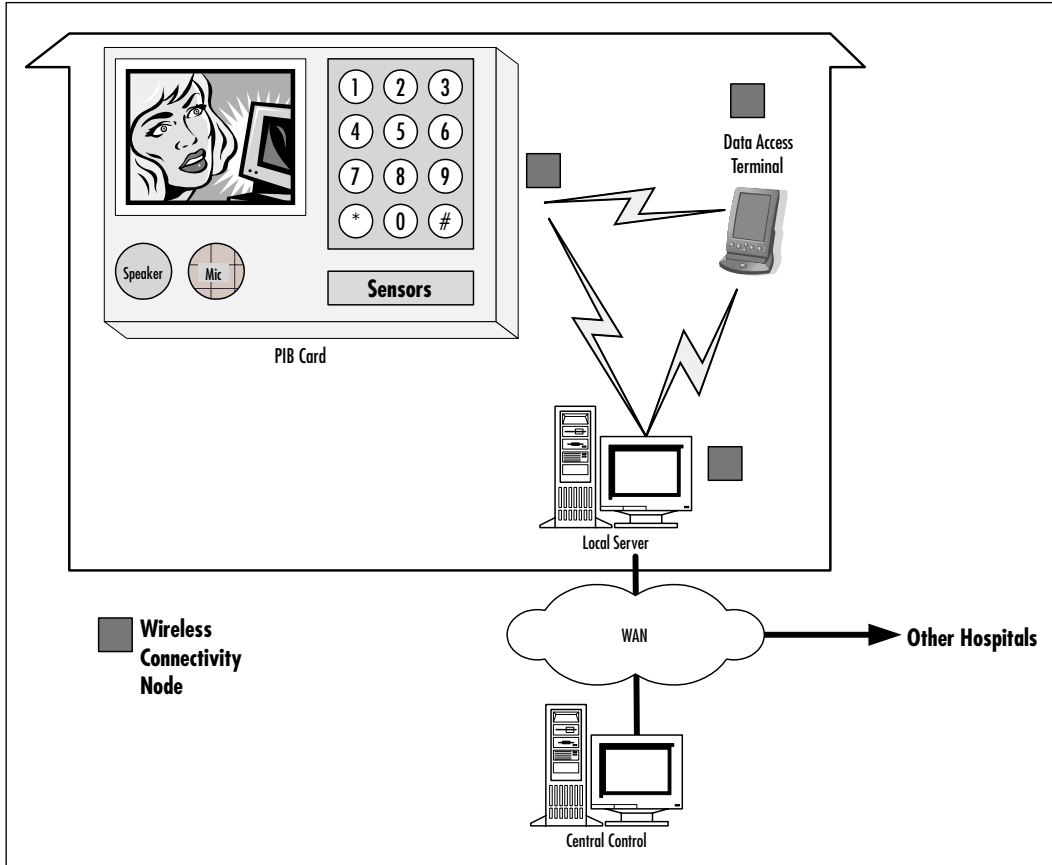 1 2 3
4 5 6
7 8 9
* 0 #
Speaker
Mic
Sensors
PIB Card
Data Access
Terminal
Local Server
Wireless
Connectivity
Node
WAN
Other Hospitals
Central Control